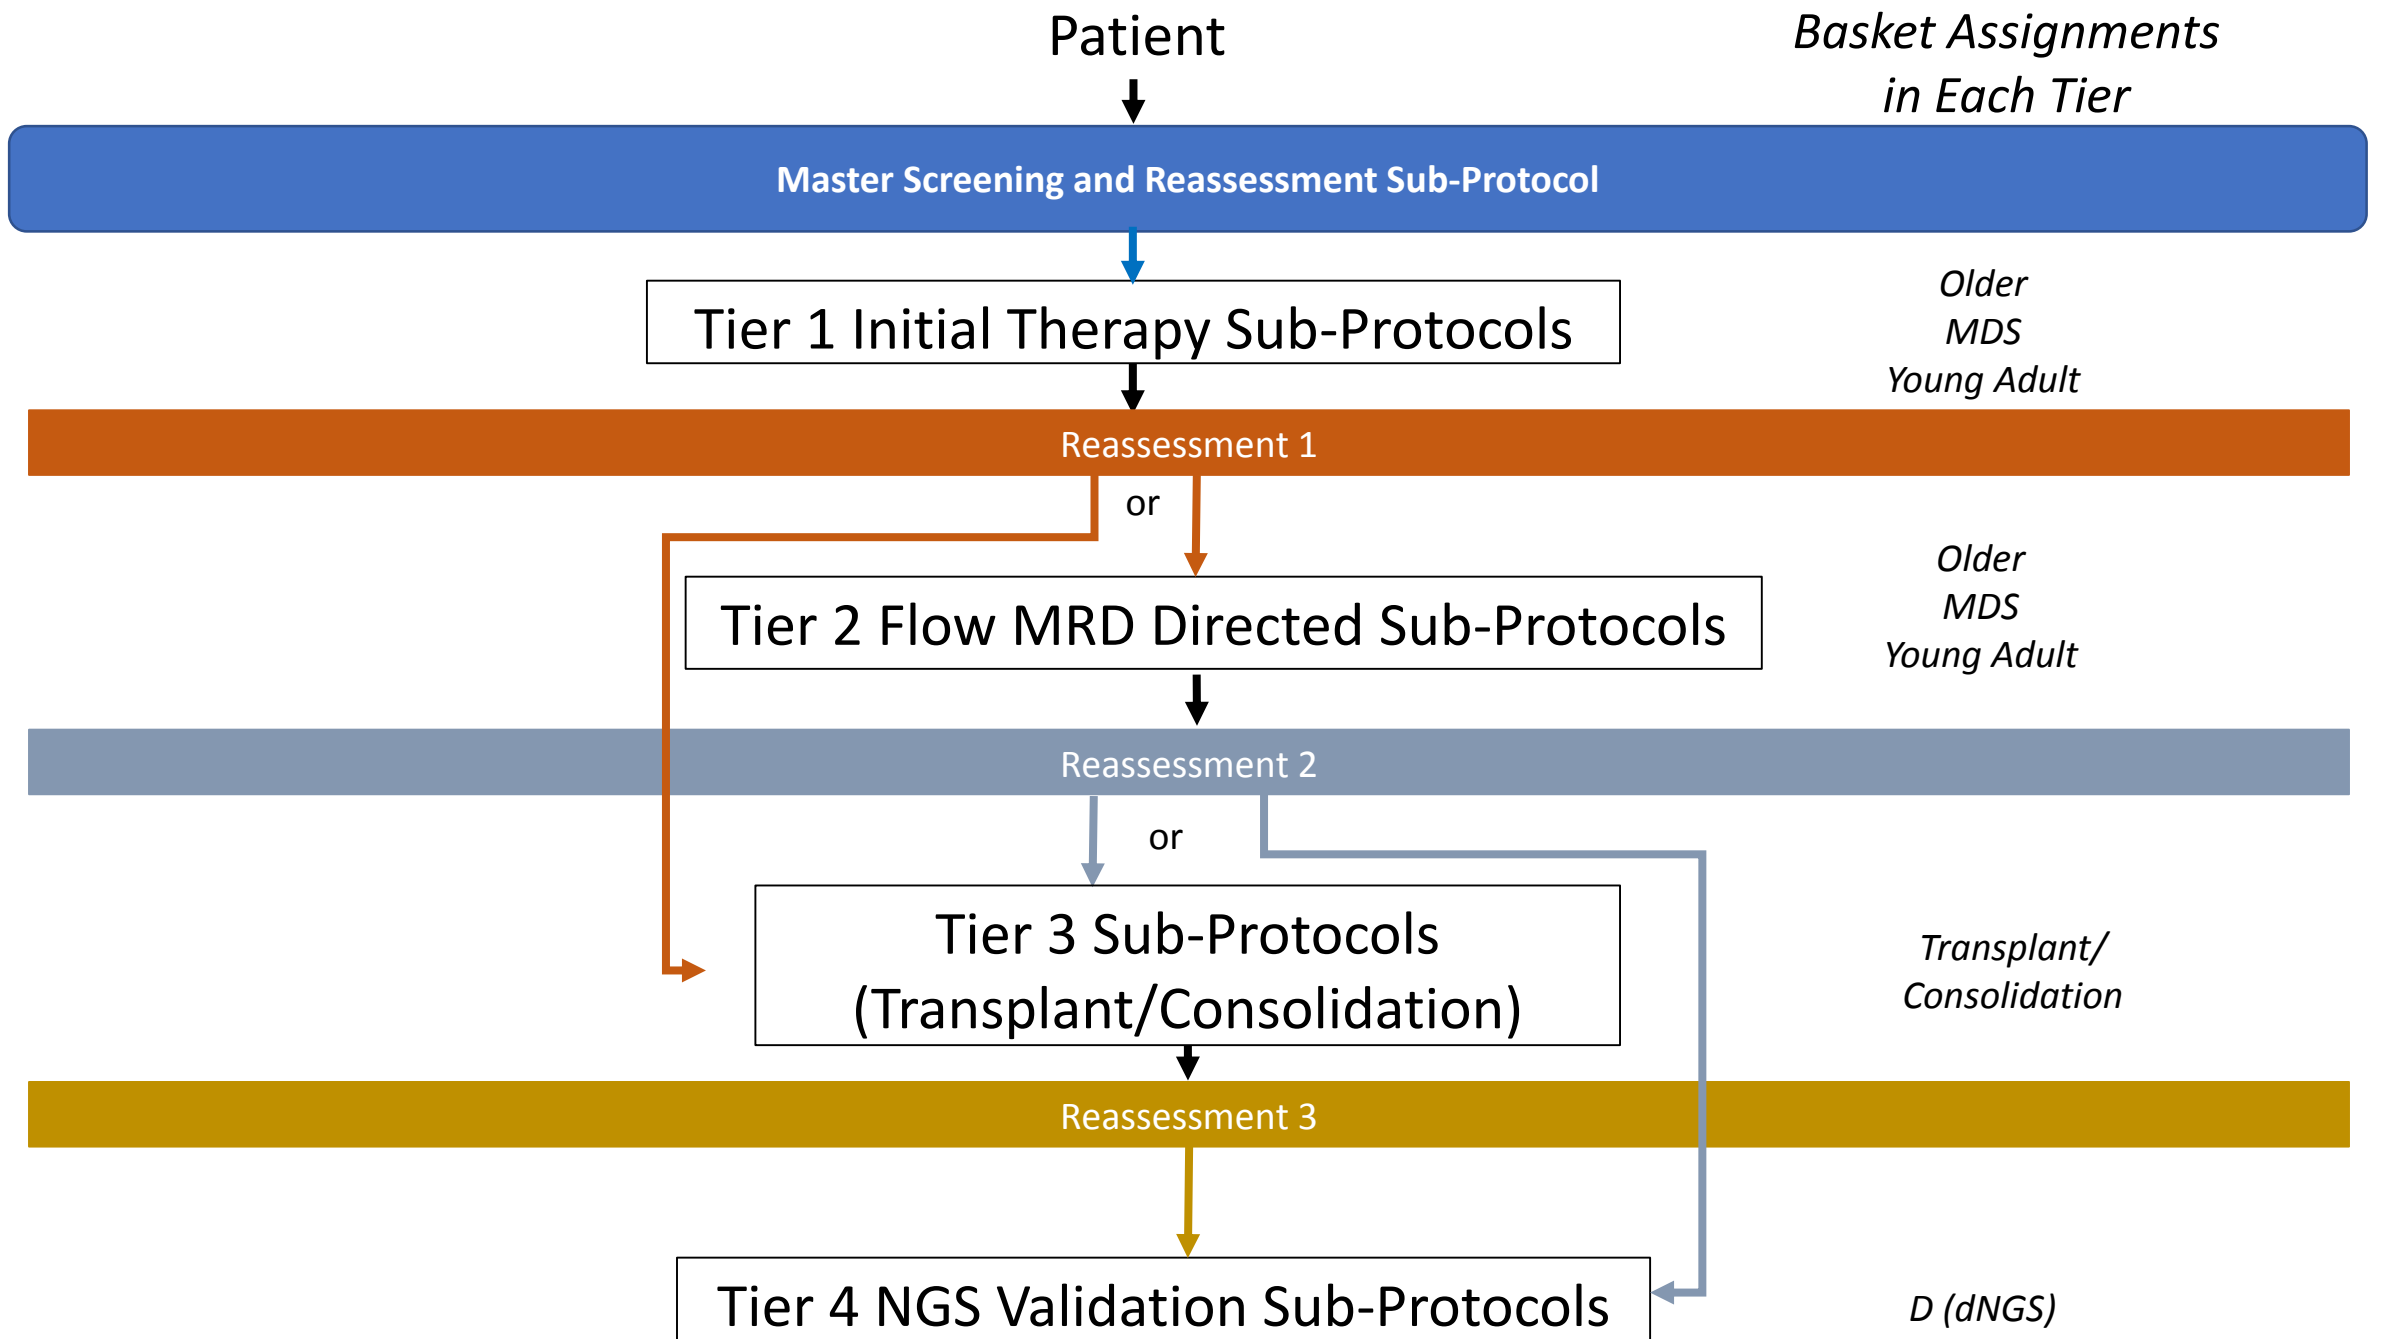 Patient
Basket Assignments
in Each Tier
Master Screening and Reassessment Sub-Protocol
Tier 1 Initial Therapy Sub-Protocols
Older
MDS
Young Adult
Reassessment 1
or
Tier 2 Flow MRD Directed Sub-Protocols
Older
MDS
Young Adult
Reassessment 2
or
Tier 3 Sub-Protocols
(Transplant/Consolidation)
Transplant/
Consolidation
Reassessment 3
Tier 4 NGS Validation Sub-Protocols
D (dNGS)